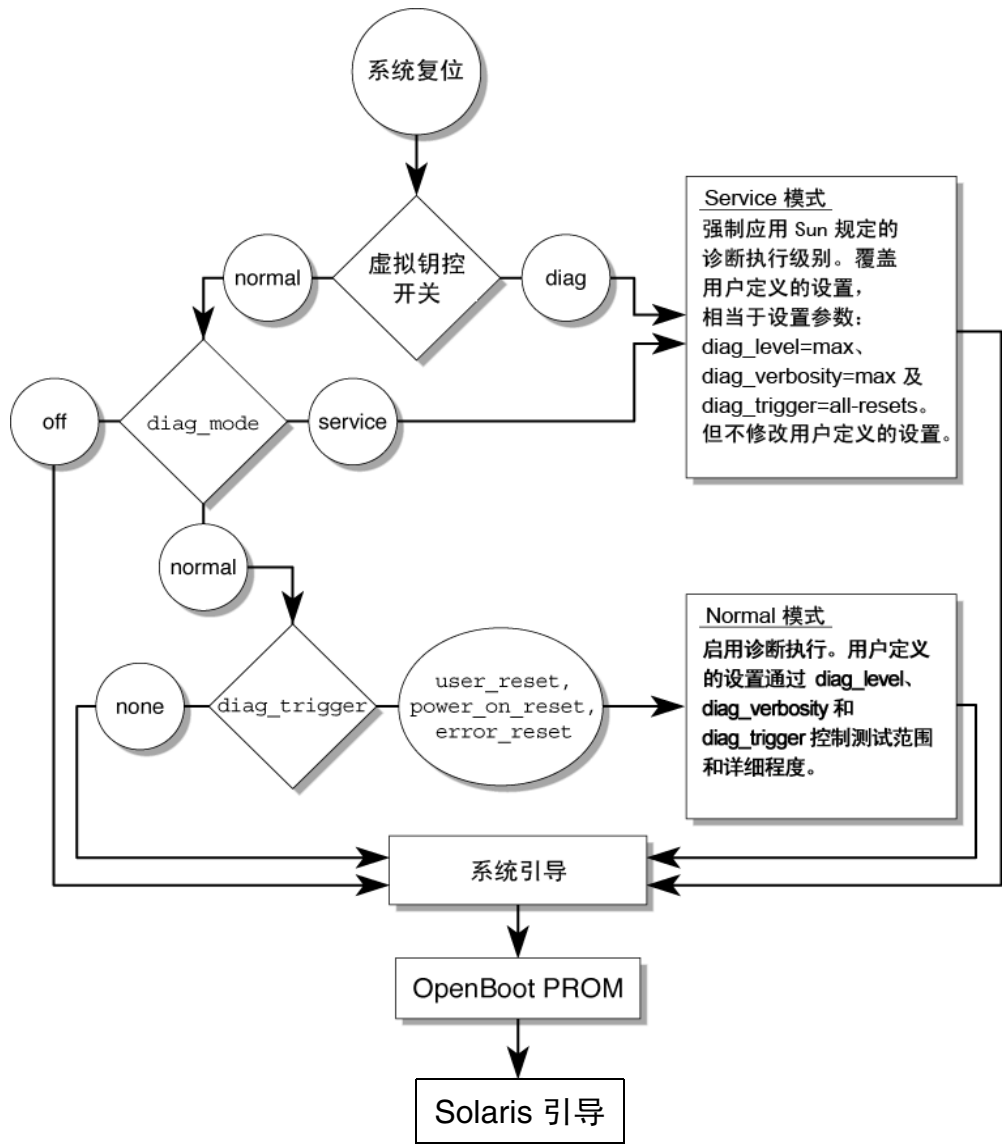 系统复位
虚拟钥控
开关
normal
diag
Service 模式
强制应用 Sun 规定的
诊断执行级别。覆盖
用户定义的设置，
相当于设置参数：
diag_level=max、
diag_verbosity=max 及
diag_trigger=all-resets。
但不修改用户定义的设置。
off
diag_mode
service
normal
none
diag_trigger
user_reset,
power_on_reset,
error_reset
Normal 模式
启用诊断执行。用户定义
的设置通过 diag_level、
diag_verbosity 和
diag_trigger 控制测试范围
和详细程度。
系统引导
OpenBoot PROM
Solaris 引导